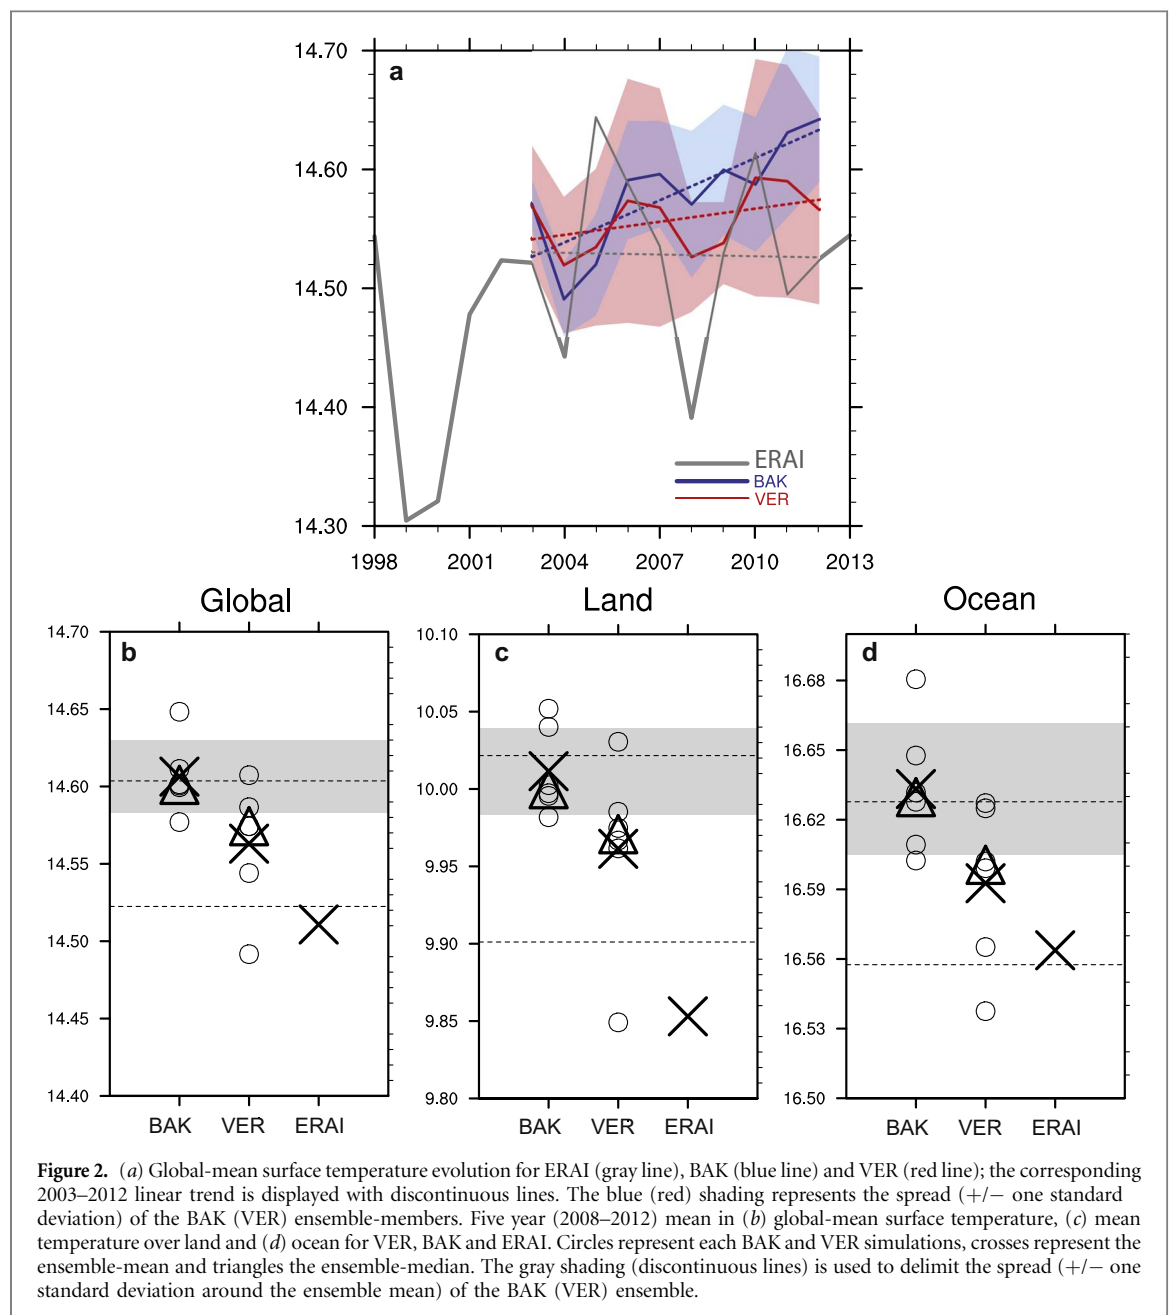 a
14.70
14.60
14.50
14.40
14.30
ERAI
BAK
VER
1998 2001 2004 2007 2010 2013
Global
Land
Ocean
b
14.70
14.65
14.60
14.55
14.50
14.45
14.40
BAK VER ERAI
c
10.10
10.05
10.00
9.95
9.90
9.85
9.80
BAK VER ERAI
d
16.68
16.65
16.62
16.59
16.56
16.53
16.50
BAK VER ERAI
Figure 2. (a) Global-mean surface temperature evolution for ERAI (gray line), BAK (blue line) and VER (red line); the corresponding
2003–2012 linear trend is displayed with discontinuous lines. The blue (red) shading represents the spread (+/− one standard
deviation) of the BAK (VER) ensemble-members. Five year (2008–2012) mean in (b) global-mean surface temperature, (c) mean
temperature over land and (d) ocean for VER, BAK and ERAI. Circles represent each BAK and VER simulations, crosses represent the
ensemble-mean and triangles the ensemble-median. The gray shading (discontinuous lines) is used to delimit the spread (+/− one
standard deviation around the ensemble mean) of the BAK (VER) ensemble.